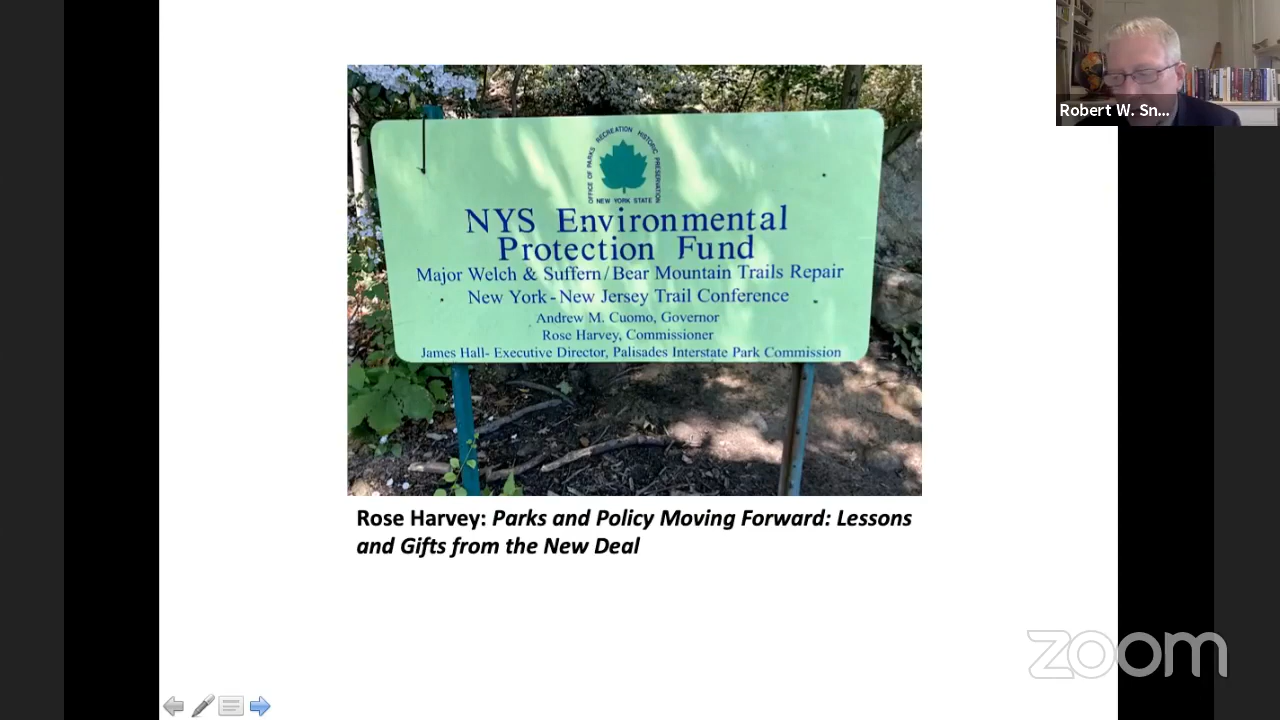 Robert W. Sn...
OFFICE OF PARKS RECREATION HISTORIC PRESERVATION
NEW YORK STATE
NYS Environmental
Protection Fund
Major Welch & Suffern/Bear Mountain Trails Repair
New York - New Jersey Trail Conference
Andrew M. Cuomo, Governor
Rose Harvey, Commissioner
James Hall- Executive Director, Palisades Interstate Park Commission
Rose Harvey: Parks and Policy Moving Forward: Lessons
and Gifts from the New Deal
zoom